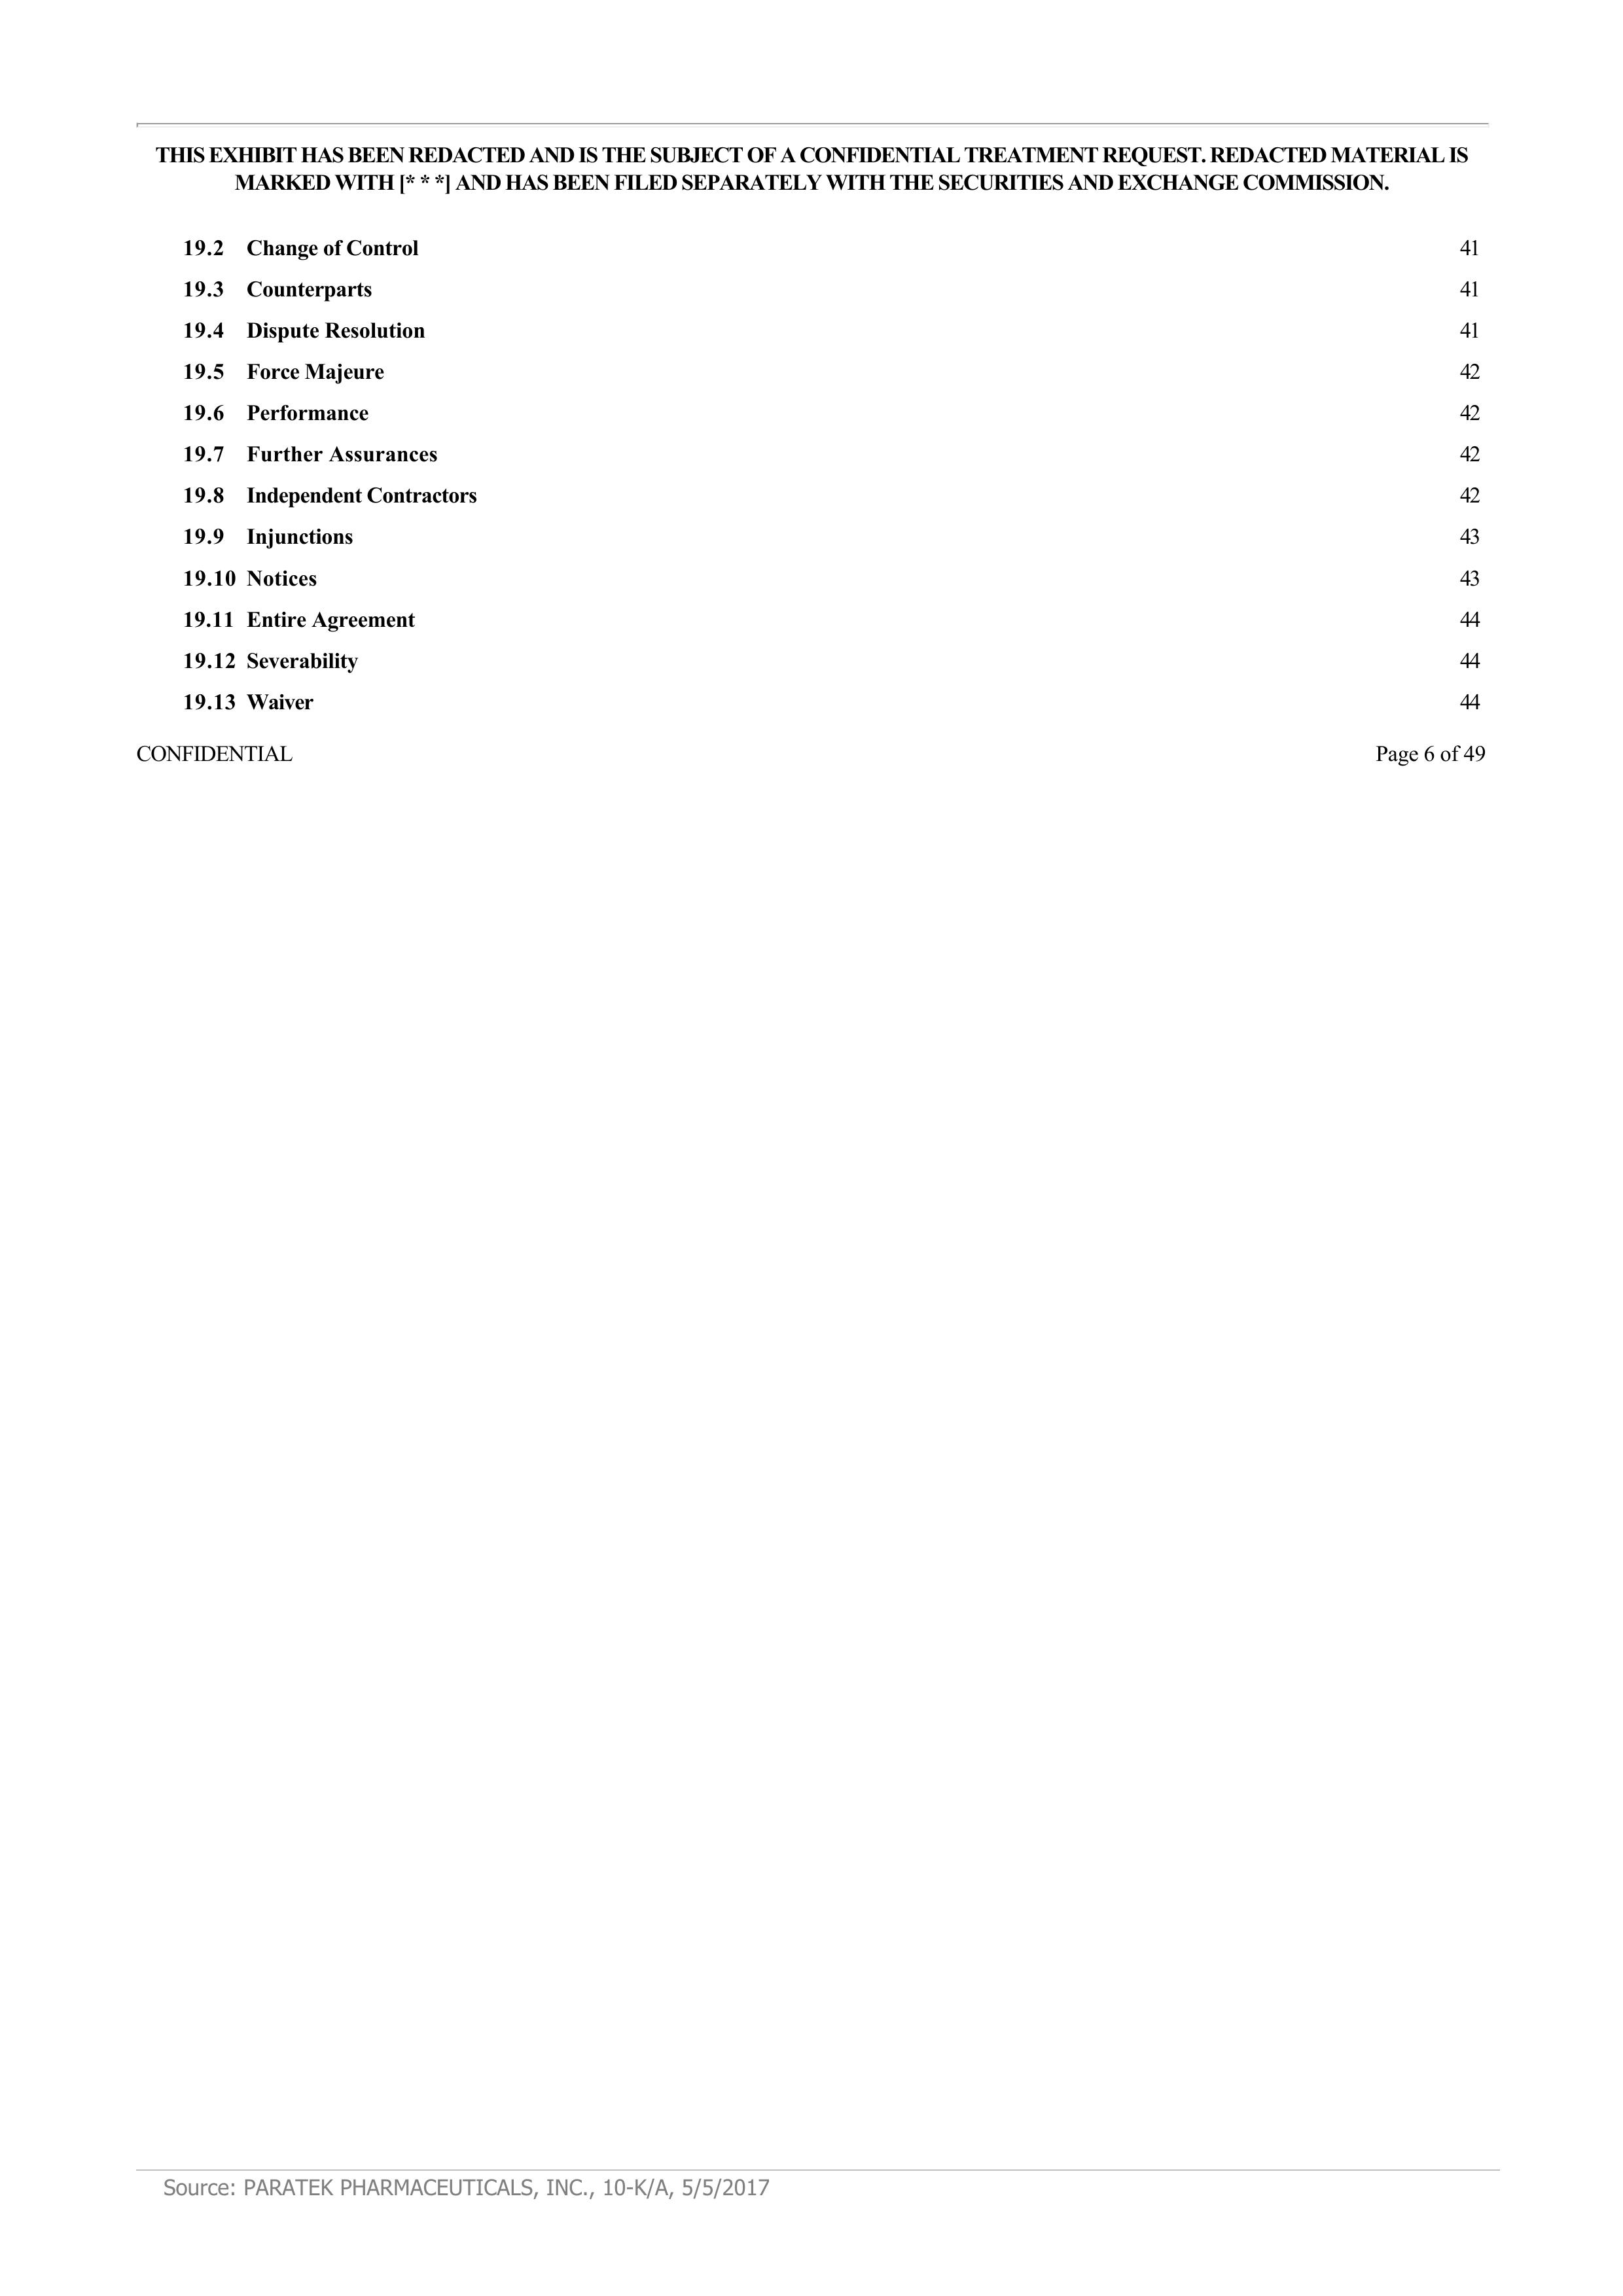 THIS EXHIBIT HAS BEEN REDACTED AND IS THE SUBJECT OF A CONFIDENTIAL TREATMENT REQUEST. REDACTED MATERIAL IS
MARKED WITH [* * *] AND HAS BEEN FILED SEPARATELY WITH THE SECURITIES AND EXCHANGE COMMISSION.
19.2 Change of Control 41
19.3 Counterparts 41
19.4 Dispute Resolution 41
19.5 Force Majeure 42
19.6 Performance 42
19.7 Further Assurances 42
19.8 Independent Contractors 42
19.9 Injunctions 43
19.10 Notices 43
19.11 Entire Agreement 44
19.12 Severability 44
19.13 Waiver 44
CONFIDENTIAL Page 6 of 49
Source: PARATEK PHARMACEUTICALS, INC., 10-K/A, 5/5/2017